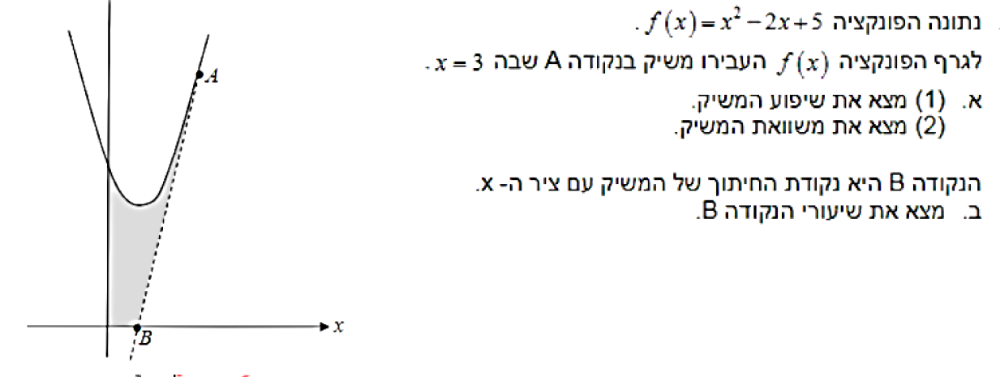 נתונה הפונקציה f(x) = x² − 2x + 5 .
לגרף הפונקציה f(x) העבירו משיק בנקודה A שבה x = 3 .
א. (1) מצא את שיפוע המשיק.
(2) מצא את משוואת המשיק.
הנקודה B היא נקודת החיתוך של המשיק עם ציר ה- x.
ב. מצא את שיעורי הנקודה B.
A
B
x